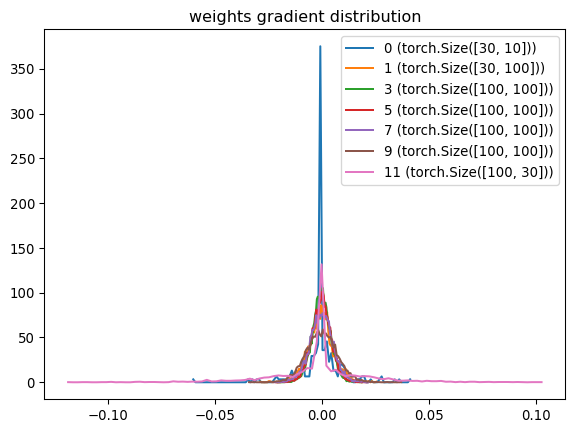 weights gradient distribution
0 (torch.Size([30, 10]))
1 (torch.Size([30, 100]))
3 (torch.Size([100, 100]))
5 (torch.Size([100, 100]))
7 (torch.Size([100, 100]))
9 (torch.Size([100, 100]))
11 (torch.Size([100, 30]))
350
300
250
200
150
100
50
0
−0.10 −0.05 0.00 0.05 0.10